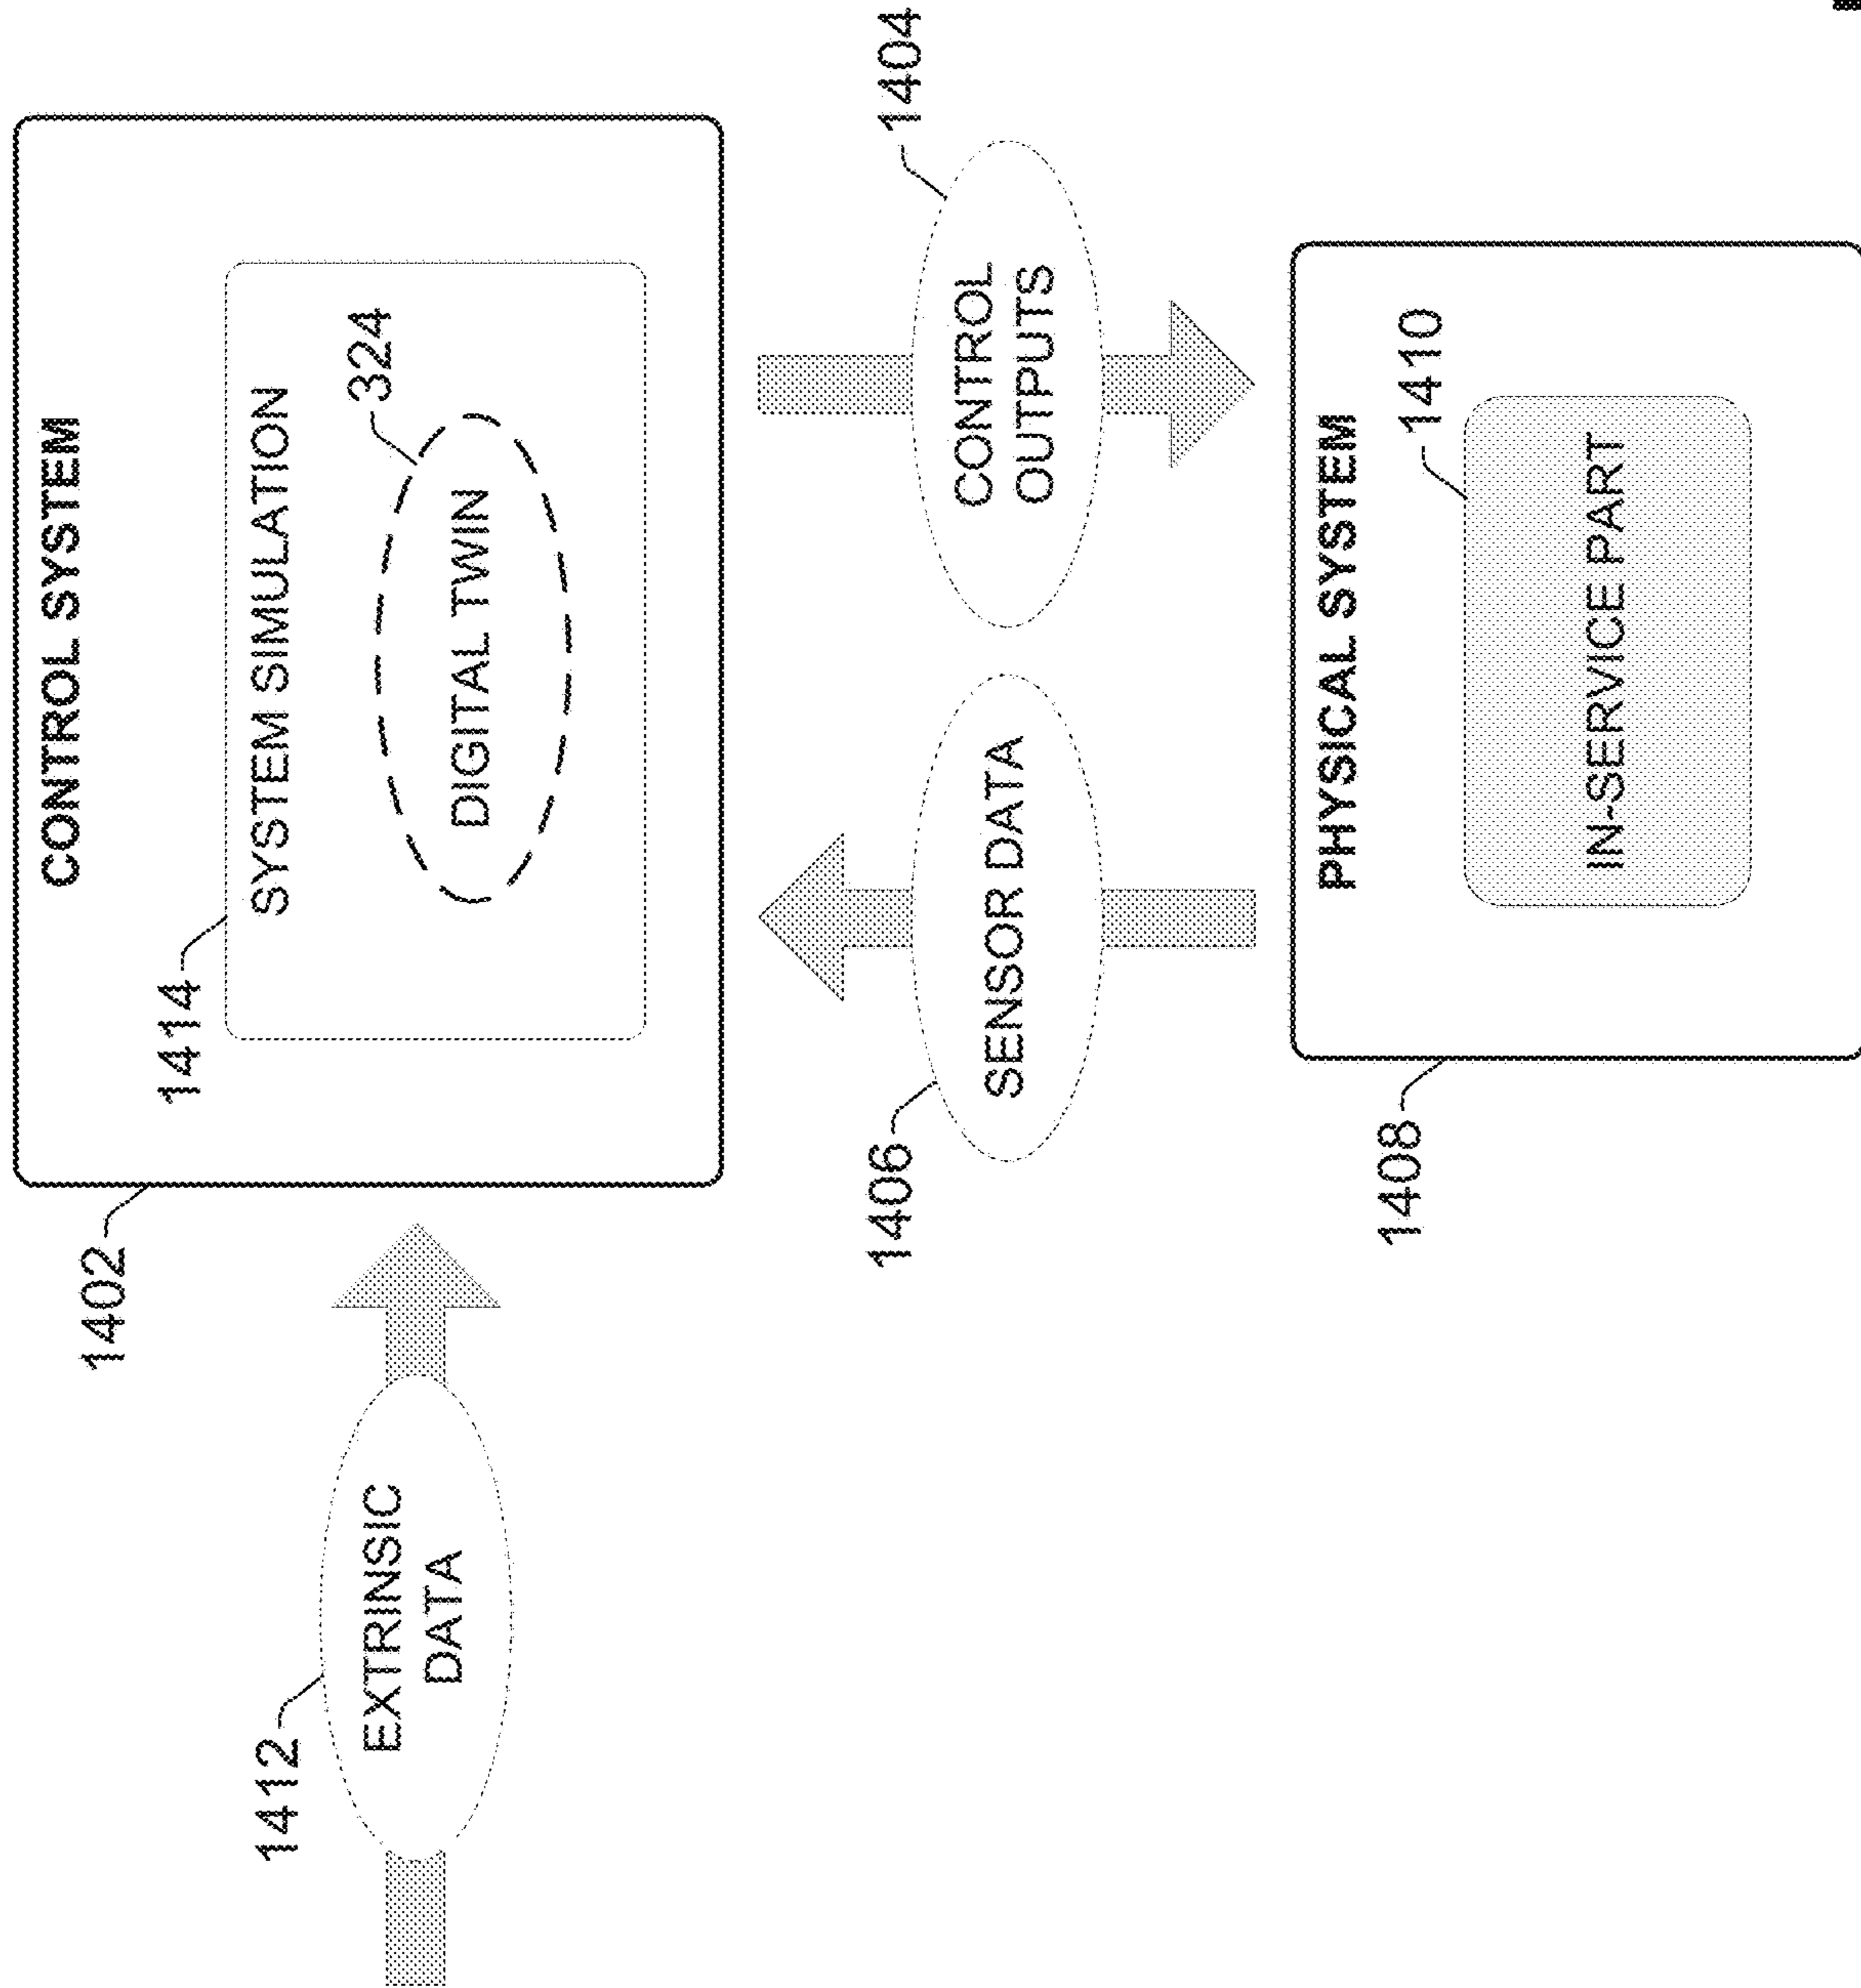 CONTROL SYSTEM
1402
1414
SYSTEM SIMULATION
324
DIGITAL TWIN
1412
EXTRINSIC
DATA
1406
SENSOR DATA
1404
CONTROL
OUTPUTS
PHYSICAL SYSTEM
1408
1410
IN-SERVICE PART